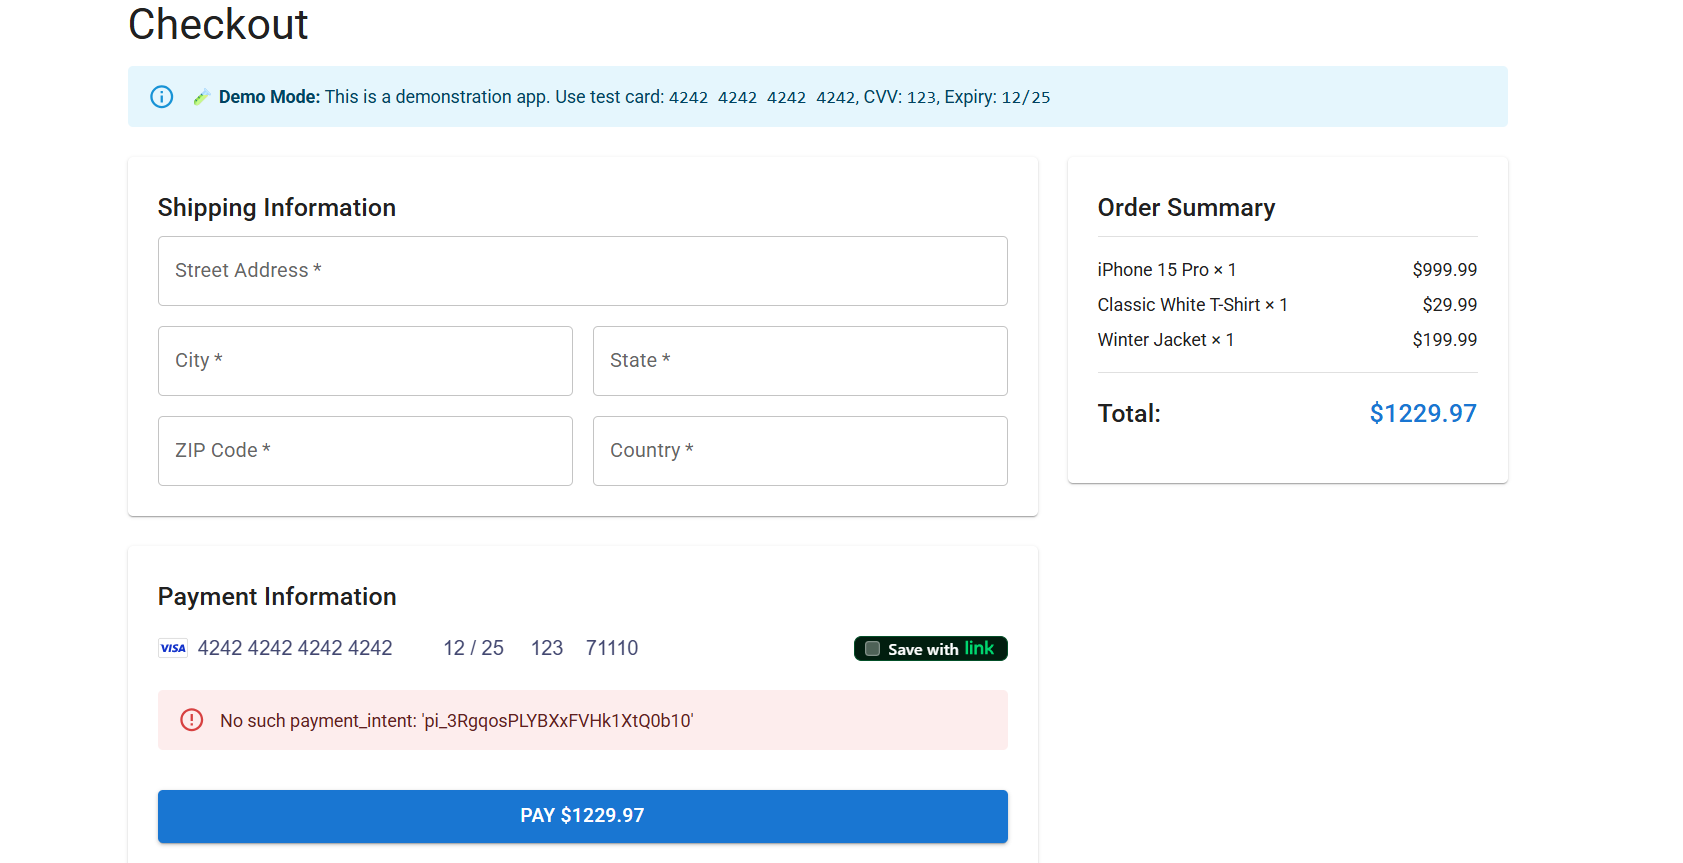 Checkout
Demo Mode: This is a demonstration app. Use test card: 4242 4242 4242 4242, CVV: 123, Expiry: 12/25
Shipping Information
Street Address *
City *
State *
ZIP Code *
Country *
Order Summary
iPhone 15 Pro × 1 $999.99
Classic White T-Shirt × 1 $29.99
Winter Jacket × 1 $199.99
Total: $1229.97
Payment Information
VISA 4242 4242 4242 4242 12 / 25 123 71110 Save with link
No such payment_intent: 'pi_3RgqosPLYBXxFVHk1XtQ0b10'
PAY $1229.97